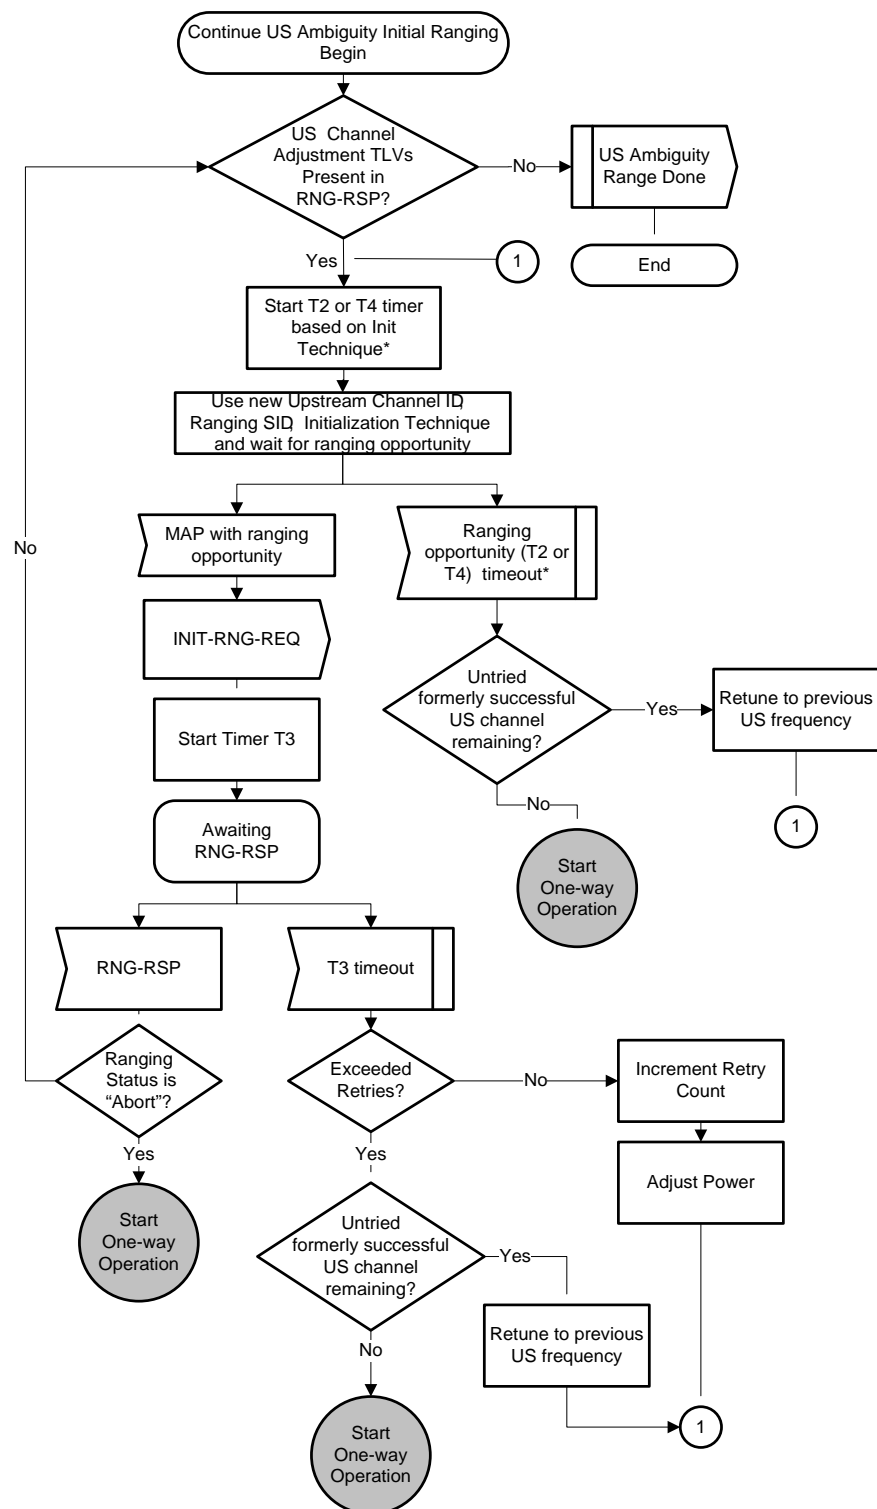 Continue US Ambiguity Initial Ranging
Begin
US Channel
Adjustment TLVs
Present in
RNG-RSP?
No
US Ambiguity
Range Done
End
Yes
1
Start T2 or T4 timer
based on Init
Technique*
Use new Upstream Channel ID,
Ranging SID, Initialization Technique
and wait for ranging opportunity
No
MAP with ranging
opportunity
Ranging
opportunity (T2 or
T4) timeout*
INIT-RNG-REQ
Untried
formerly successful
US channel
remaining?
Yes
Retune to previous
US frequency
Start Timer T3
No
1
Awaiting
RNG-RSP
Start
One-way
Operation
RNG-RSP
T3 timeout
Ranging
Status is
“Abort”?
Exceeded
Retries?
No
Increment Retry
Count
Yes
Yes
Adjust Power
Start
One-way
Operation
Untried
formerly successful
US channel
remaining?
Yes
Retune to previous
US frequency
No
1
Start
One-way
Operation